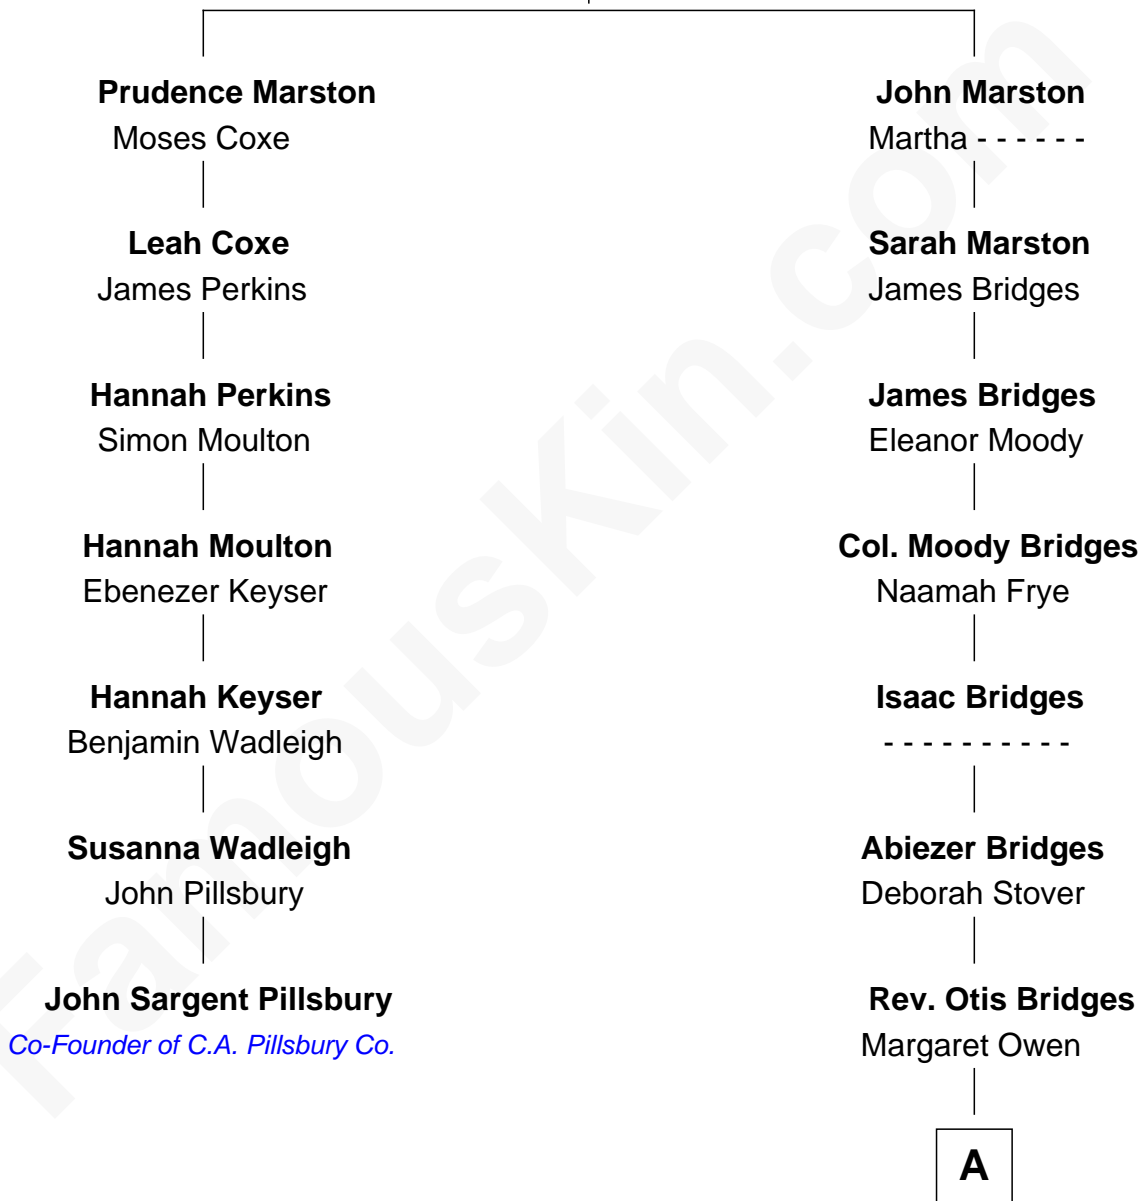 Prudence Marston
Moses Coxe
Leah Coxe
James Perkins
Hannah Perkins
Simon Moulton
Hannah Moulton
Ebenezer Keyser
Hannah Keyser
Benjamin Wadleigh
Susanna Wadleigh
John Pillsbury
John Sargent Pillsbury
Co-Founder of C.A. Pillsbury Co.
John Marston
Martha - - - - - -
Sarah Marston
James Bridges
James Bridges
Eleanor Moody
Col. Moody Bridges
Naamah Frye
Isaac Bridges
- - - - - - - - - -
Abiezer Bridges
Deborah Stover
Rev. Otis Bridges
Margaret Owen
A
FamousKin.com